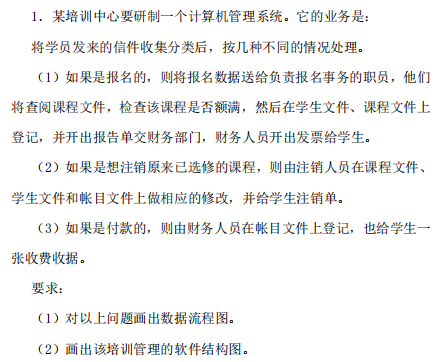 1．某培训中心要研制一个计算机管理系统。它的业务是：
将学员发来的信件收集分类后，按几种不同的情况处理。
（1）如果是报名的，则将报名数据送给负责报名事务的职员，他们
将查阅课程文件，检查该课程是否额满，然后在学生文件、课程文件上
登记，并开出报告单交财务部门，财务人员开出发票给学生。
（2）如果是想注销原来已选修的课程，则由注销人员在课程文件、
学生文件和帐目文件上做相应的修改，并给学生注销单。
（3）如果是付款的，则由财务人员在帐目文件上登记，也给学生一
张收费收据。
要求：
（1）对以上问题画出数据流程图。
（2）画出该培训管理的软件结构图。